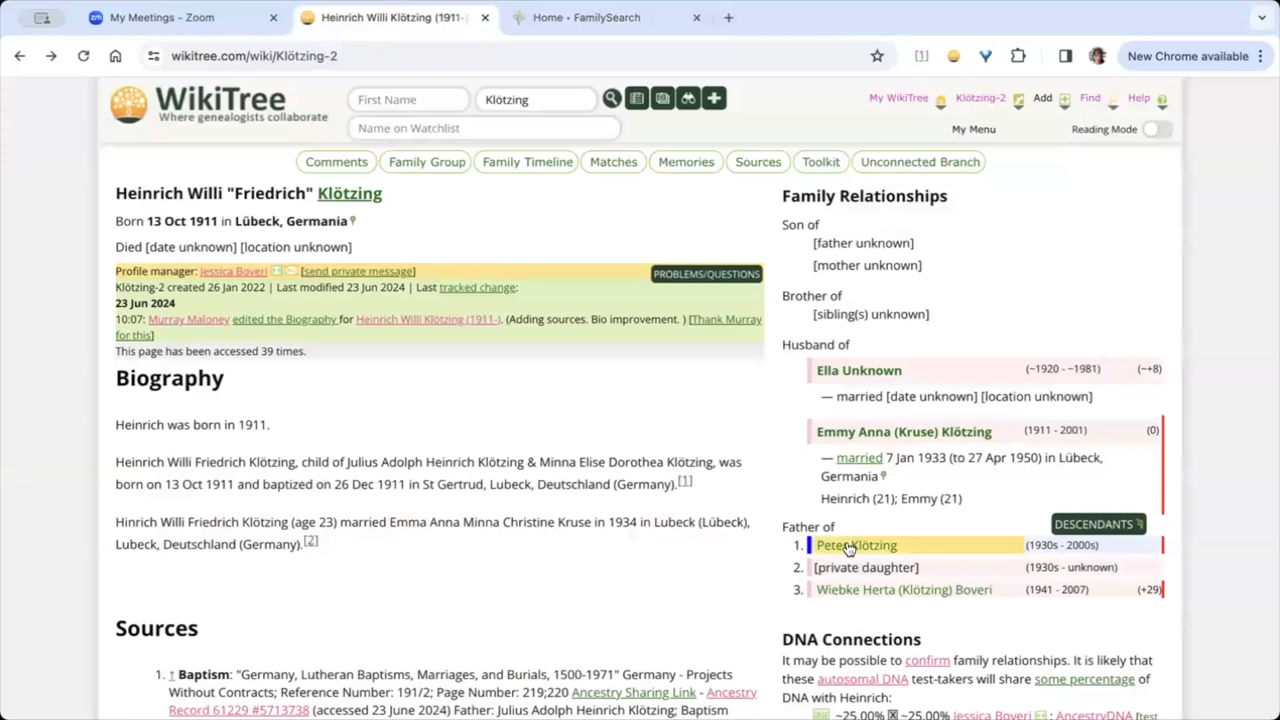 My Meetings - Zoom
Heinrich Willi Klötzing (1911-
Home • FamilySearch
wikitree.com/wiki/Klötzing-2
New Chrome available
WikiTree
Where genealogists collaborate
First Name
Klötzing
Name on Watchlist
My WikiTree
Klötzing-2
Add
Find
Help
My Menu
Reading Mode
Comments
Family Group
Family Timeline
Matches
Memories
Sources
Toolkit
Unconnected Branch
Heinrich Willi "Friedrich" Klötzing
Born 13 Oct 1911 in Lübeck, Germania
Died [date unknown] [location unknown]
Profile manager: Jessica Boveri [send private message]
PROBLEMS/QUESTIONS
Klötzing-2 created 26 Jan 2022 | Last modified 23 Jun 2024 | Last tracked change:
23 Jun 2024
10:07: Murray Maloney edited the Biography for Heinrich Willi Klötzing (1911-). (Adding sources. Bio improvement. ) [Thank Murray
for this]
This page has been accessed 39 times.
Biography
Heinrich was born in 1911.
Heinrich Willi Friedrich Klötzing, child of Julius Adolph Heinrich Klötzing & Minna Elise Dorothea Klötzing, was
born on 13 Oct 1911 and baptized on 26 Dec 1911 in St Gertrud, Lubeck, Deutschland (Germany).[1]
Hinrich Willi Friedrich Klötzing (age 23) married Emma Anna Minna Christine Kruse in 1934 in Lubeck (Lübeck),
Lubeck, Deutschland (Germany).[2]
Sources
1. ↑ Baptism: "Germany, Lutheran Baptisms, Marriages, and Burials, 1500-1971" Germany - Projects
Without Contracts; Reference Number: 191/2; Page Number: 219;220 Ancestry Sharing Link - Ancestry
Record 61229 #5713738 (accessed 23 June 2024) Father: Julius Adolph Heinrich Klötzing; Baptism
Family Relationships
Son of
[father unknown]
[mother unknown]
Brother of
[sibling(s) unknown]
Husband of
Ella Unknown (~1920 - ~1981) (~+8)
— married [date unknown] [location unknown]
Emmy Anna (Kruse) Klötzing (1911 - 2001) (0)
— married 7 Jan 1933 (to 27 Apr 1950) in Lübeck,
Germania
Heinrich (21); Emmy (21)
DESCENDANTS
Father of
1. Peter Klötzing (1930s - 2000s)
2. [private daughter] (1930s - unknown)
3. Wiebke Herta (Klötzing) Boveri (1941 - 2007) (+29)
DNA Connections
It may be possible to confirm family relationships. It is likely that
these autosomal DNA test-takers will share some percentage of
DNA with Heinrich:
~25.00% ~25.00% Jessica Boveri : AncestryDNA [test